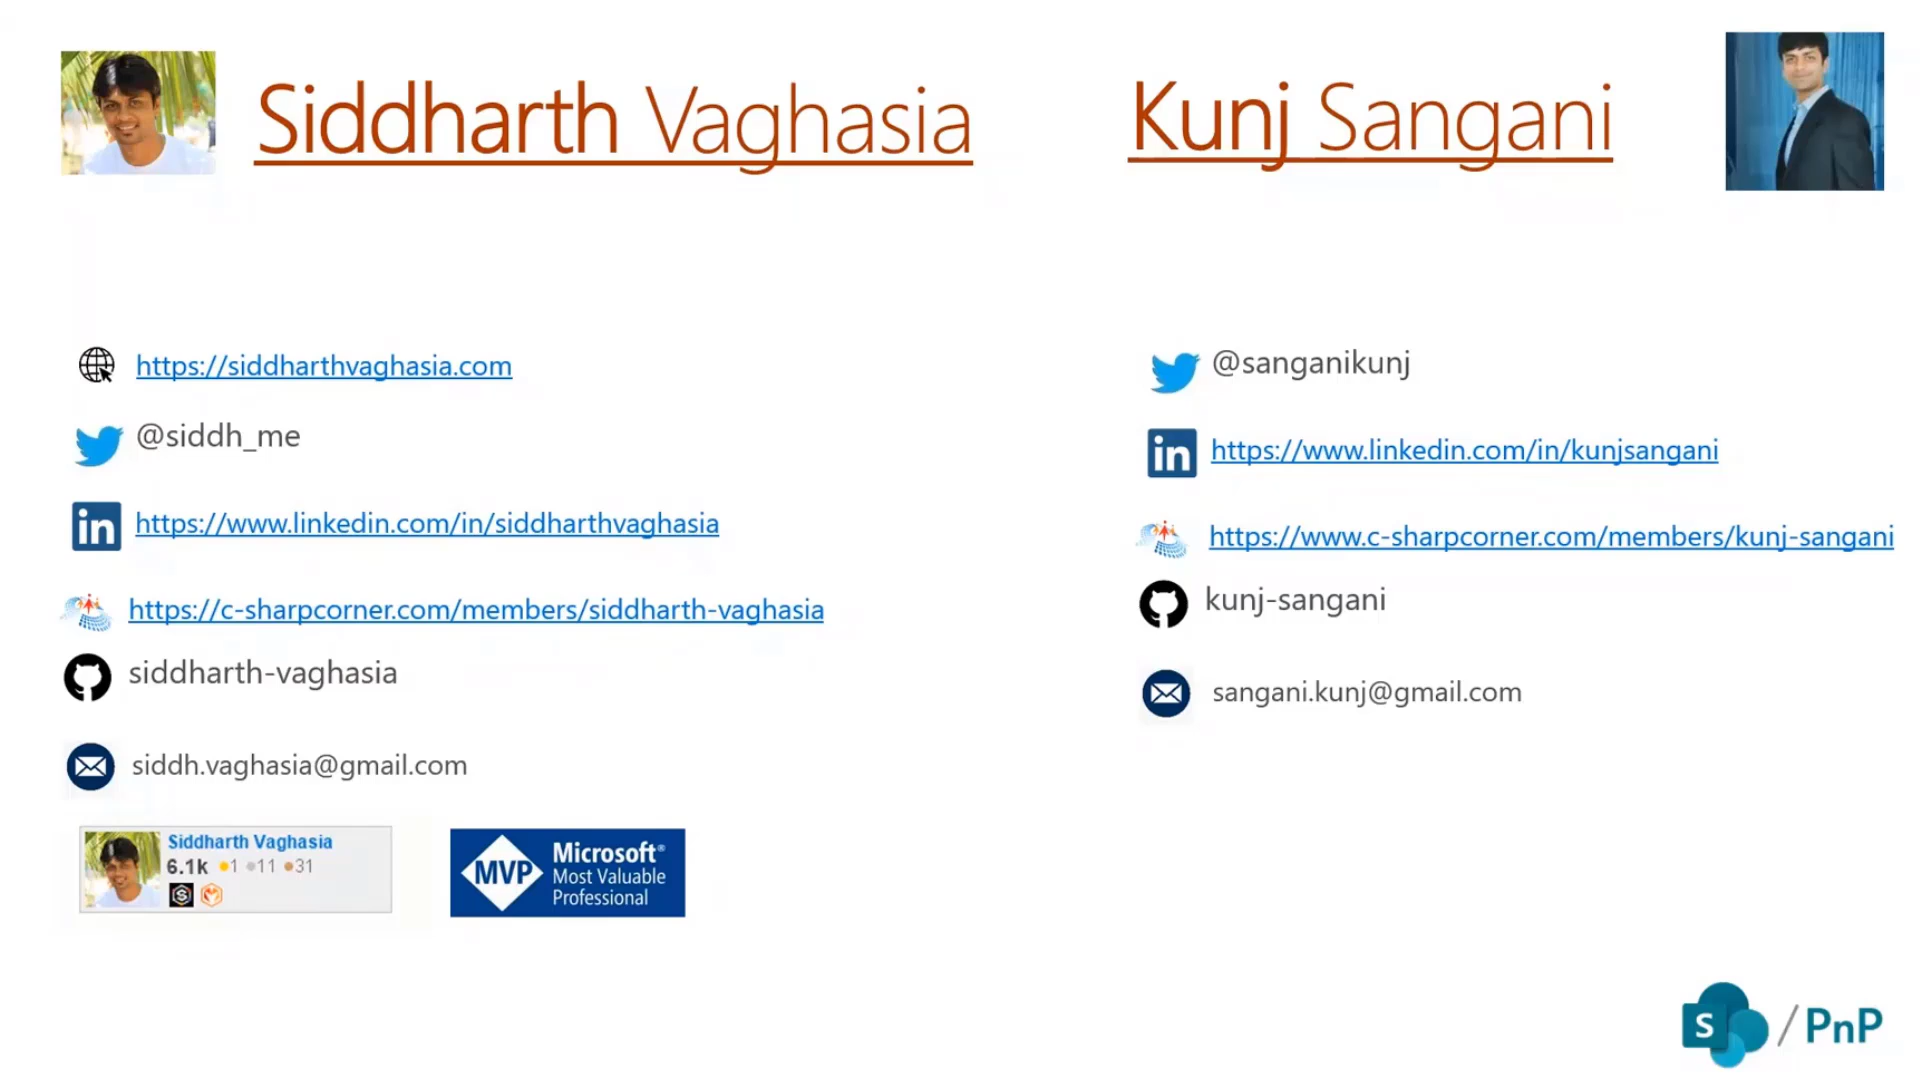 Siddharth Vaghasia
https://siddharthvaghasia.com
@siddh_me
in https://www.linkedin.com/in/siddharthvaghasia
https://c-sharpcorner.com/members/siddharth-vaghasia
siddharth-vaghasia
siddh.vaghasia@gmail.com
Siddharth Vaghasia
6.1k 1 11 31
S
MVP
Microsoft®
Most Valuable
Professional
Kunj Sangani
@sanganikunj
in https://www.linkedin.com/in/kunjsangani
https://www.c-sharpcorner.com/members/kunj-sangani
kunj-sangani
sangani.kunj@gmail.com
S / PnP